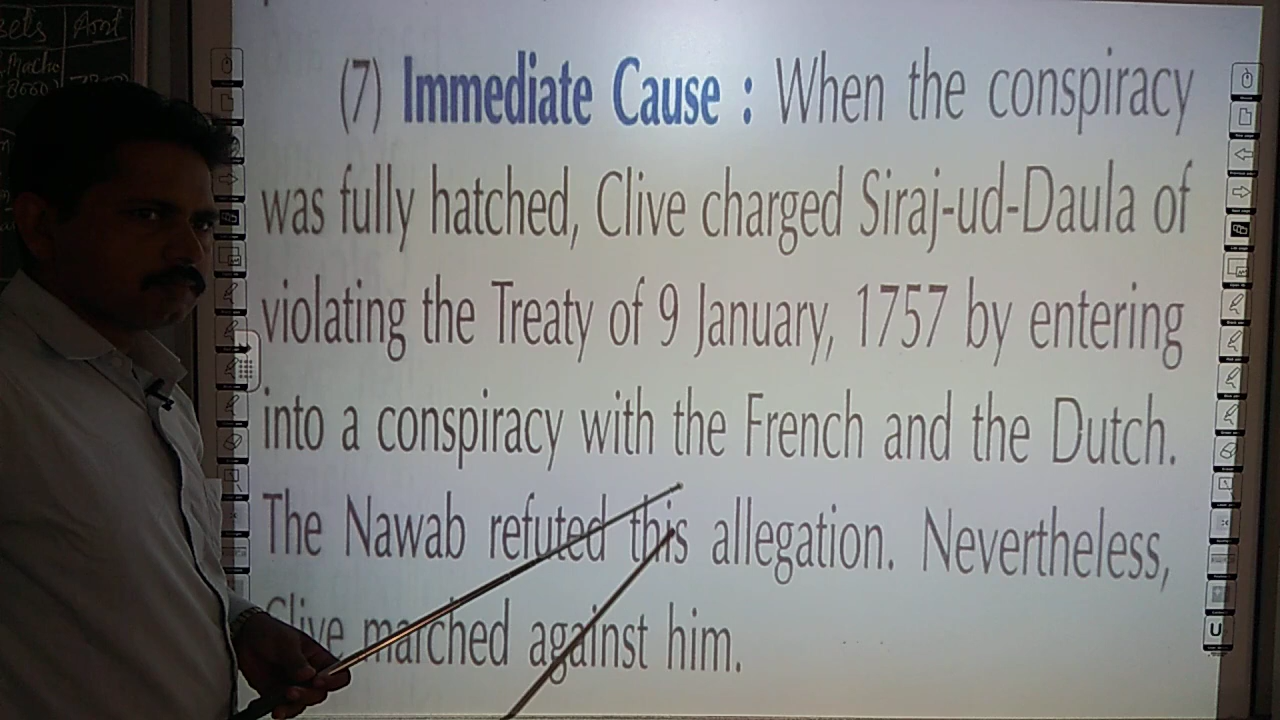 (7) Immediate Cause : When the conspiracy
was fully hatched, Clive charged Siraj-ud-Daula of
violating the Treaty of 9 January, 1757 by entering
into a conspiracy with the French and the Dutch.
The Nawab refuted this allegation. Nevertheless,
Clive marched against him.